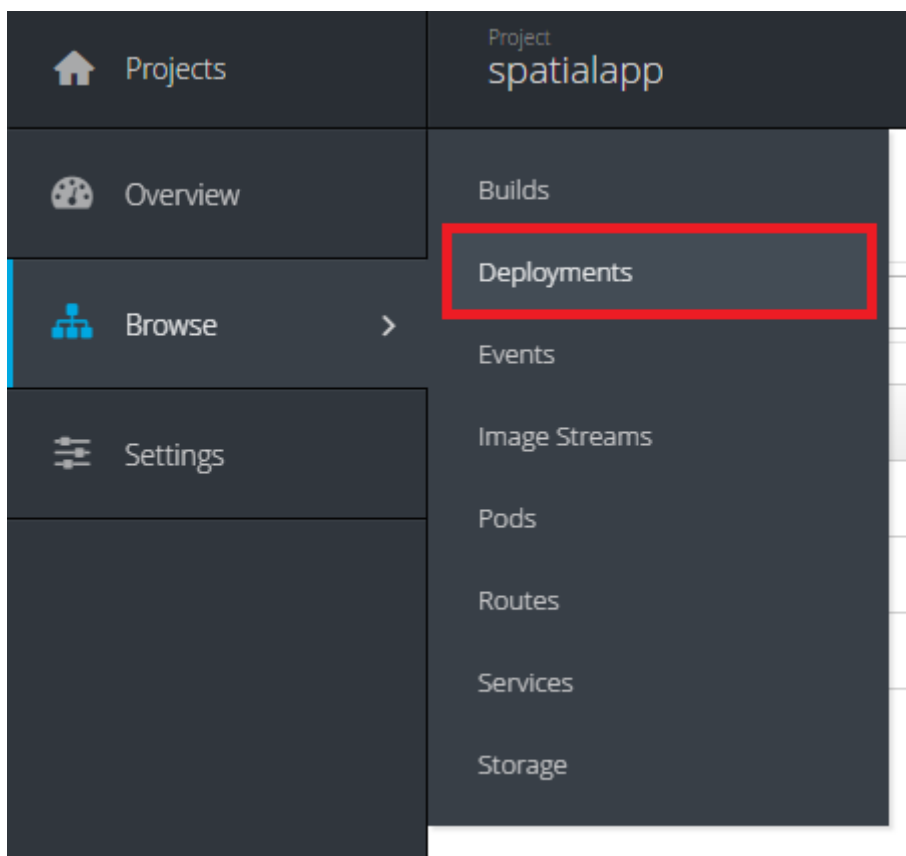 Projects
Project
spatialapp
Overview
Browse
Settings
Builds
Deployments
Events
Image Streams
Pods
Routes
Services
Storage